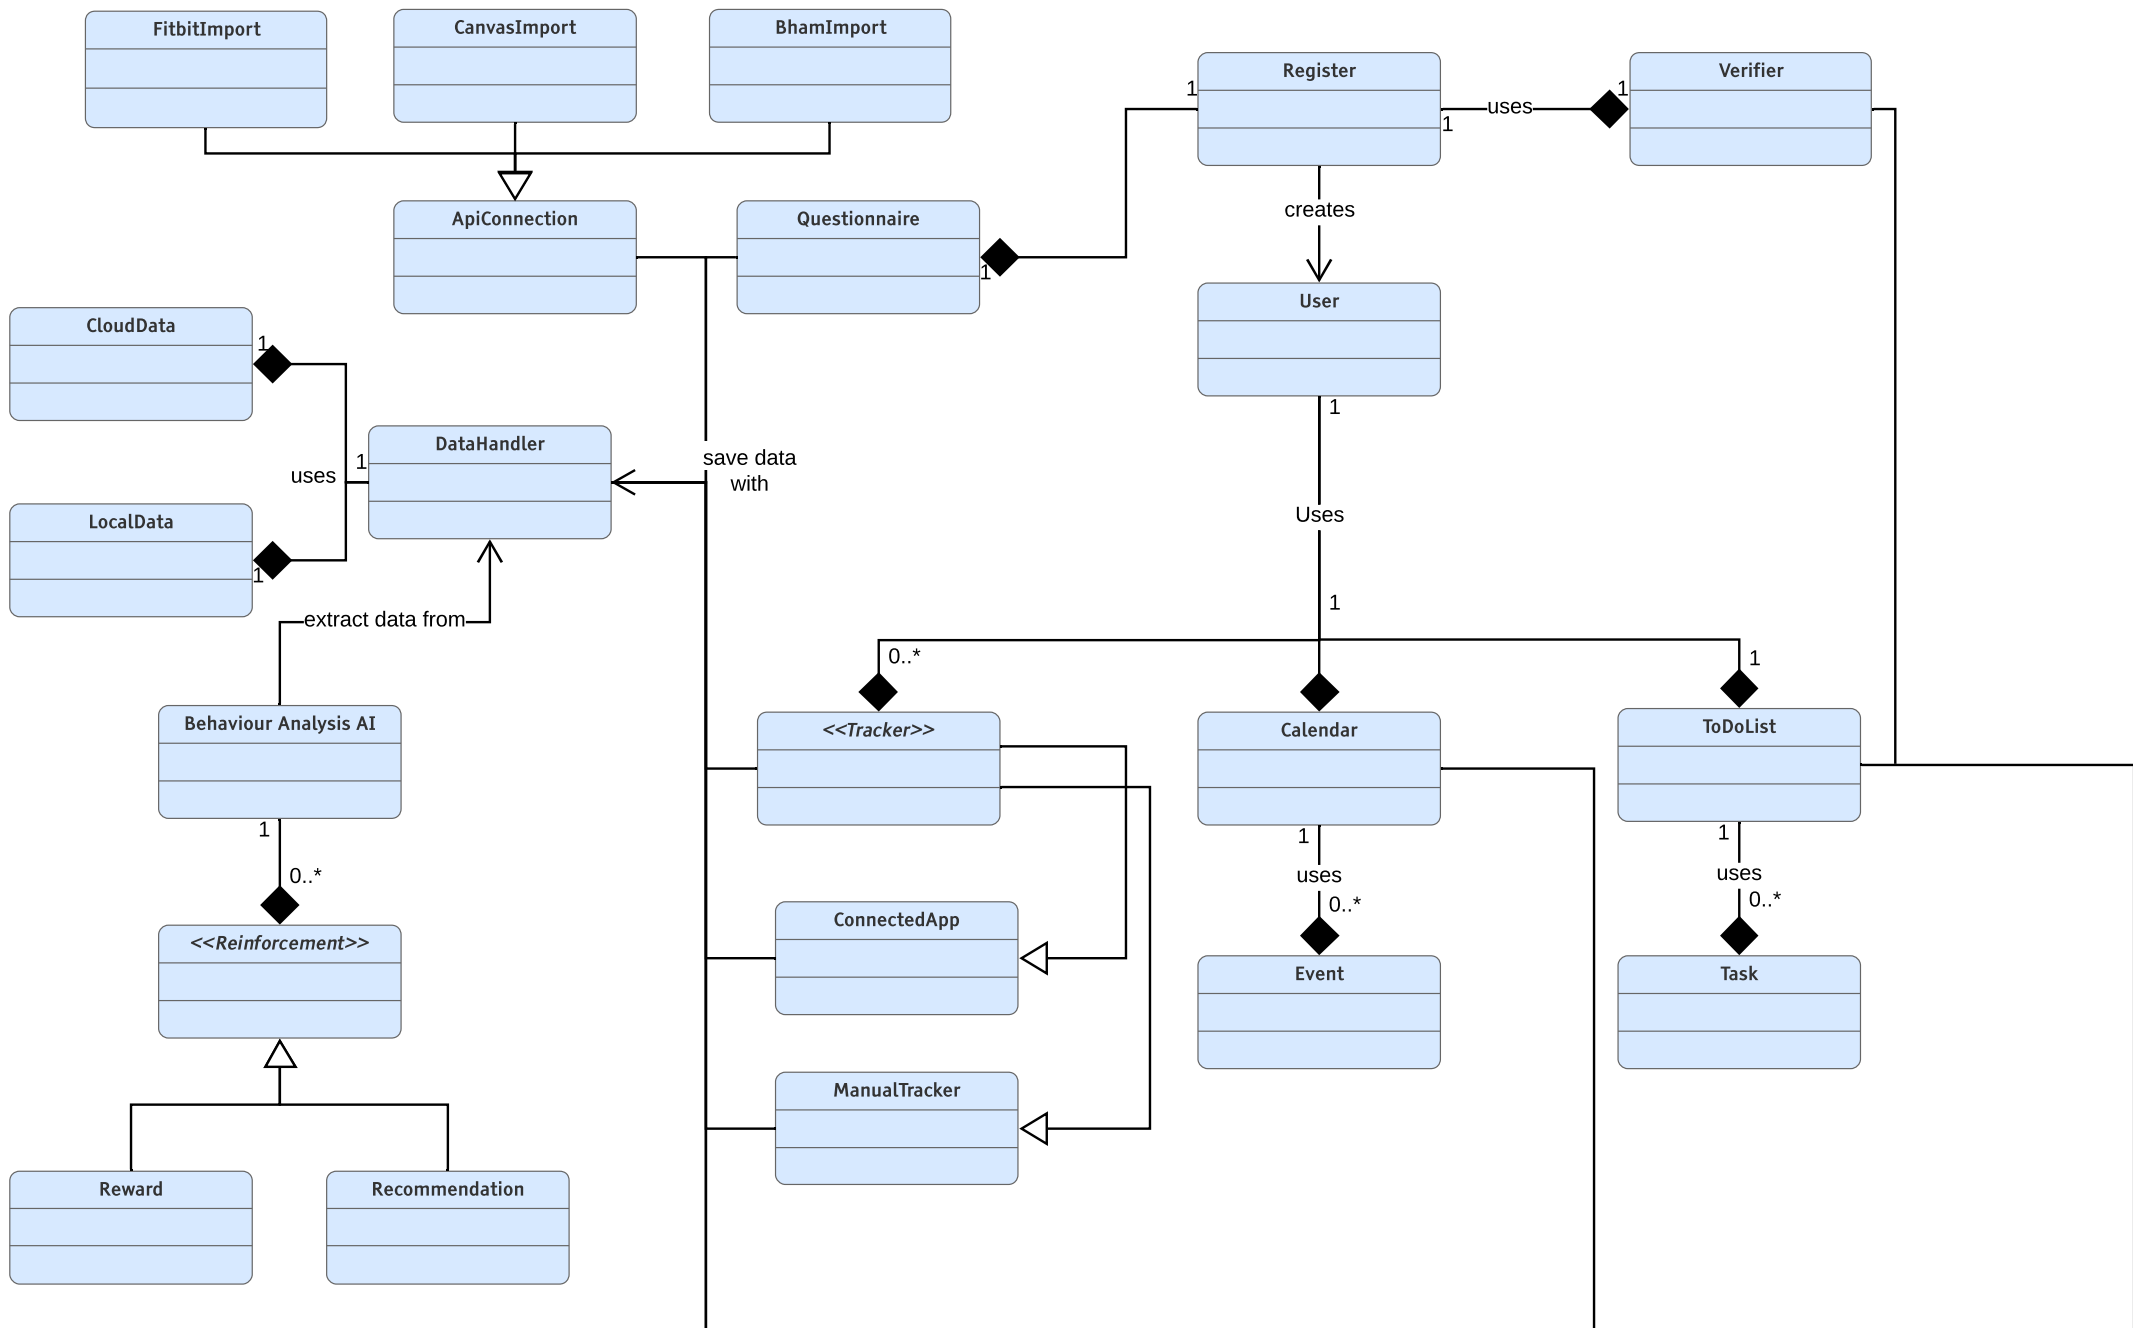 FitbitImport
CanvasImport
BhamImport
Register
Verifier
1
uses
1
1
creates
ApiConnection
Questionnaire
1
User
1
CloudData
1
LocalData
1
uses
1
DataHandler
save data
with
extract data from
Uses
1
0..*
1
Behaviour Analysis AI
1
0..*
<<Reinforcement>>
Reward
Recommendation
<<Tracker>>
ConnectedApp
ManualTracker
Calendar
1
uses
0..*
Event
ToDoList
1
uses
0..*
Task